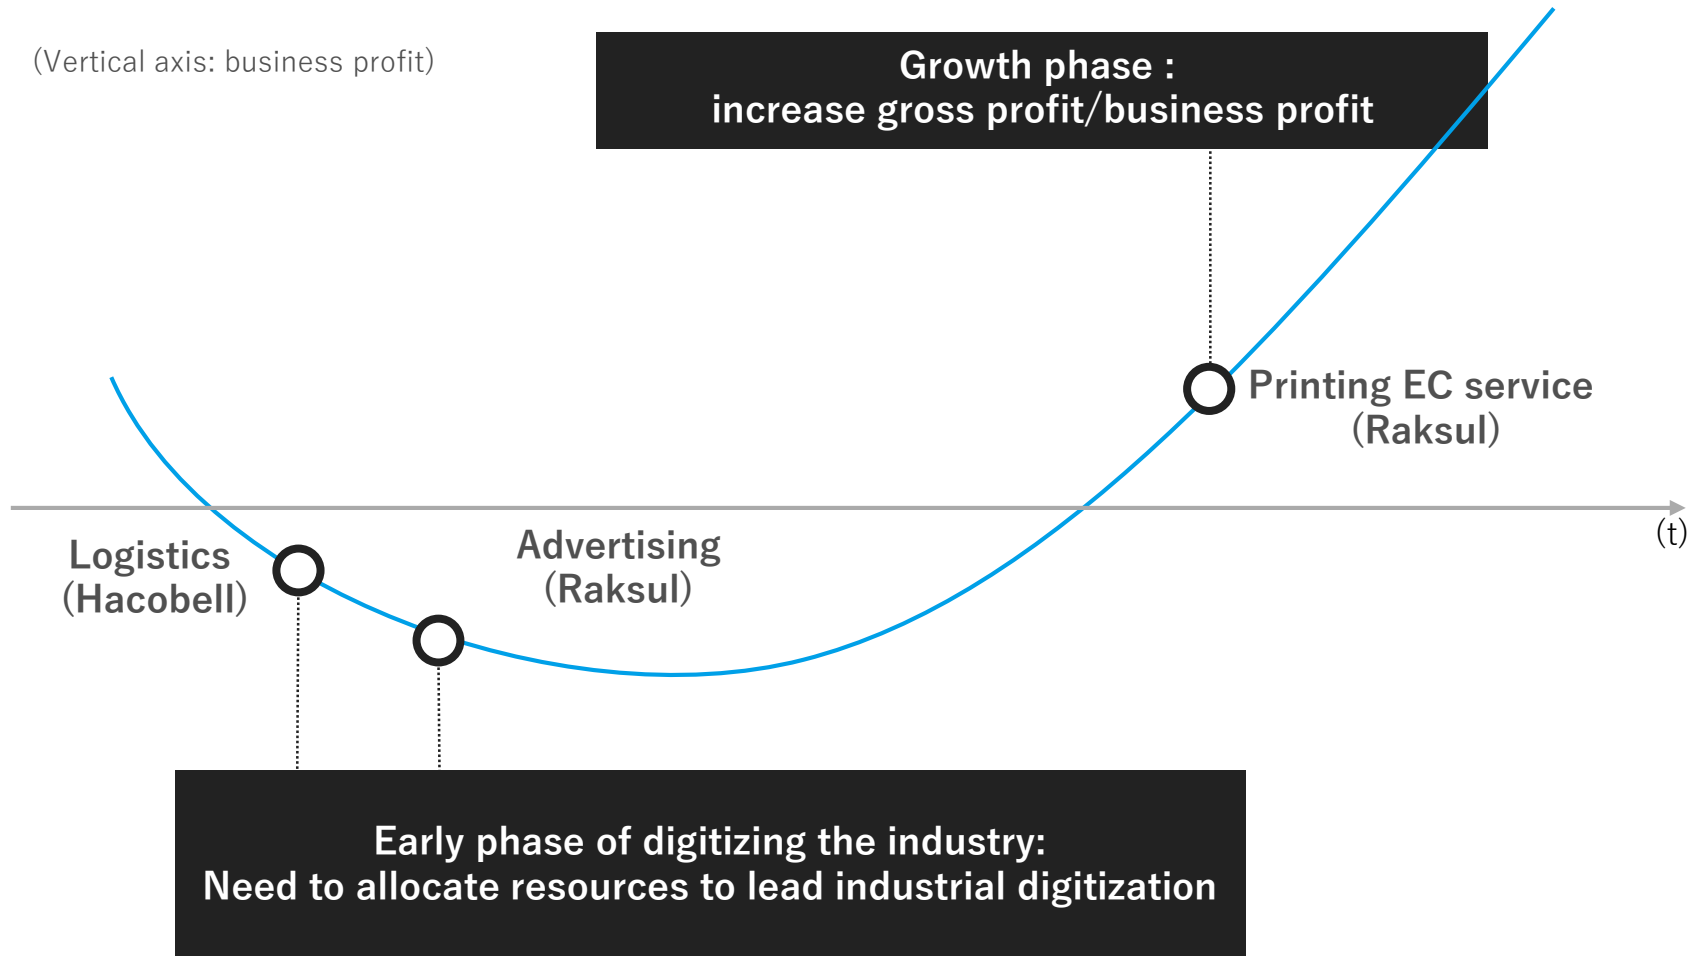 (Vertical axis: business profit)
Growth phase :
increase gross profit/business profit
Printing EC service
(Raksul)
(t)
Logistics
(Hacobell)
Advertising
(Raksul)
Early phase of digitizing the industry:
Need to allocate resources to lead industrial digitization